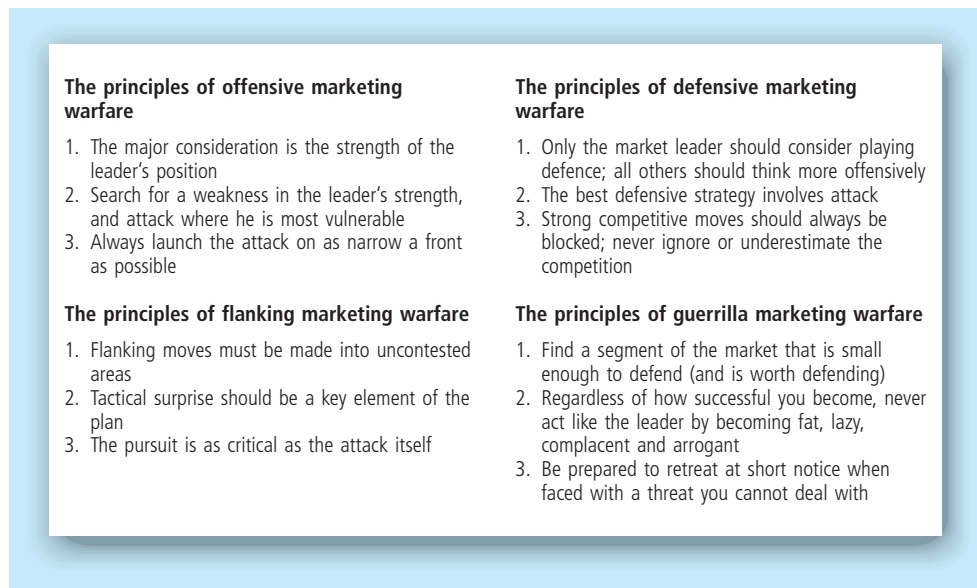 The principles of offensive marketing
warfare
1. The major consideration is the strength of the
leader's position
2. Search for a weakness in the leader's strength,
and attack where he is most vulnerable
3. Always launch the attack on as narrow a front
as possible
The principles of flanking marketing warfare
1. Flanking moves must be made into uncontested
areas
2. Tactical surprise should be a key element of the
plan
3. The pursuit is as critical as the attack itself
The principles of defensive marketing
warfare
1. Only the market leader should consider playing
defence; all others should think more offensively
2. The best defensive strategy involves attack
3. Strong competitive moves should always be
blocked; never ignore or underestimate the
competition
The principles of guerrilla marketing warfare
1. Find a segment of the market that is small
enough to defend (and is worth defending)
2. Regardless of how successful you become, never
act like the leader by becoming fat, lazy,
complacent and arrogant
3. Be prepared to retreat at short notice when
faced with a threat you cannot deal with